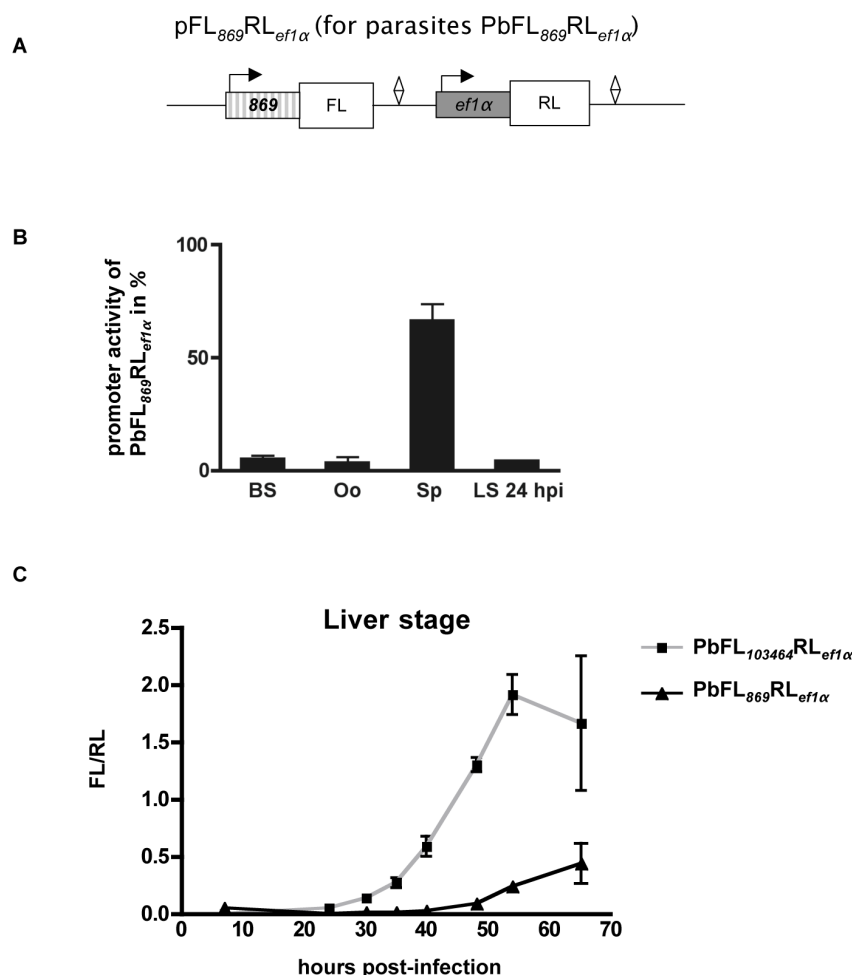 pFL869RLef1α (for parasites PbFL869RLef1α)
A
869 FL ef1α RL
B
promoter activity of
PbFL869RLef1α in %
100
50
0
BS Oo Sp LS 24 hpi
C
Liver stage
FL/RL
2.5
2.0
1.5
1.0
0.5
0.0
0 10 20 30 40 50 60 70
hours post-infection
PbFL103464RLef1α
PbFL869RLef1α